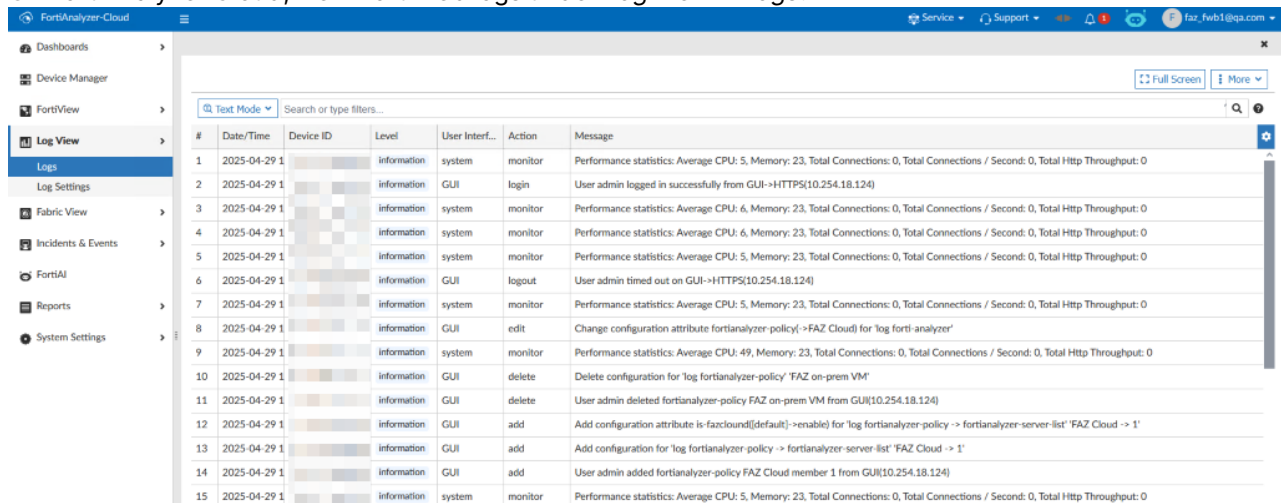 FortiAnalyzer-Cloud
Service Support 1 F faz_fwb1@qa.com
Dashboards
Device Manager
FortiView
Log View
Logs
Log Settings
Fabric View
Incidents & Events
FortiAI
Reports
System Settings
Full Screen More
Text Mode Search or type filters...
# Date/Time Device ID Level User Interf... Action Message
1 2025-04-29 1 information system monitor Performance statistics: Average CPU: 5, Memory: 23, Total Connections: 0, Total Connections / Second: 0, Total Http Throughput: 0
2 2025-04-29 1 information GUI login User admin logged in successfully from GUI->HTTPS(10.254.18.124)
3 2025-04-29 1 information system monitor Performance statistics: Average CPU: 6, Memory: 23, Total Connections: 0, Total Connections / Second: 0, Total Http Throughput: 0
4 2025-04-29 1 information system monitor Performance statistics: Average CPU: 6, Memory: 23, Total Connections: 0, Total Connections / Second: 0, Total Http Throughput: 0
5 2025-04-29 1 information system monitor Performance statistics: Average CPU: 5, Memory: 23, Total Connections: 0, Total Connections / Second: 0, Total Http Throughput: 0
6 2025-04-29 1 information GUI logout User admin timed out on GUI->HTTPS(10.254.18.124)
7 2025-04-29 1 information system monitor Performance statistics: Average CPU: 5, Memory: 23, Total Connections: 0, Total Connections / Second: 0, Total Http Throughput: 0
8 2025-04-29 1 information GUI edit Change configuration attribute fortianalyzer-policy(->FAZ Cloud) for 'log forti-analyzer'
9 2025-04-29 1 information system monitor Performance statistics: Average CPU: 49, Memory: 23, Total Connections: 0, Total Connections / Second: 0, Total Http Throughput: 0
10 2025-04-29 1 information GUI delete Delete configuration for 'log fortianalyzer-policy' 'FAZ on-prem VM'
11 2025-04-29 1 information GUI delete User admin deleted fortianalyzer-policy FAZ on-prem VM from GUI(10.254.18.124)
12 2025-04-29 1 information GUI add Add configuration attribute is-fazclound([default]->enable) for 'log fortianalyzer-policy -> fortianalyzer-server-list' 'FAZ Cloud -> 1'
13 2025-04-29 1 information GUI add Add configuration for 'log fortianalyzer-policy -> fortianalyzer-server-list' 'FAZ Cloud -> 1'
14 2025-04-29 1 information GUI add User admin added fortianalyzer-policy FAZ Cloud member 1 from GUI(10.254.18.124)
15 2025-04-29 1 information system monitor Performance statistics: Average CPU: 5, Memory: 23, Total Connections: 0, Total Connections / Second: 0, Total Http Throughput: 0